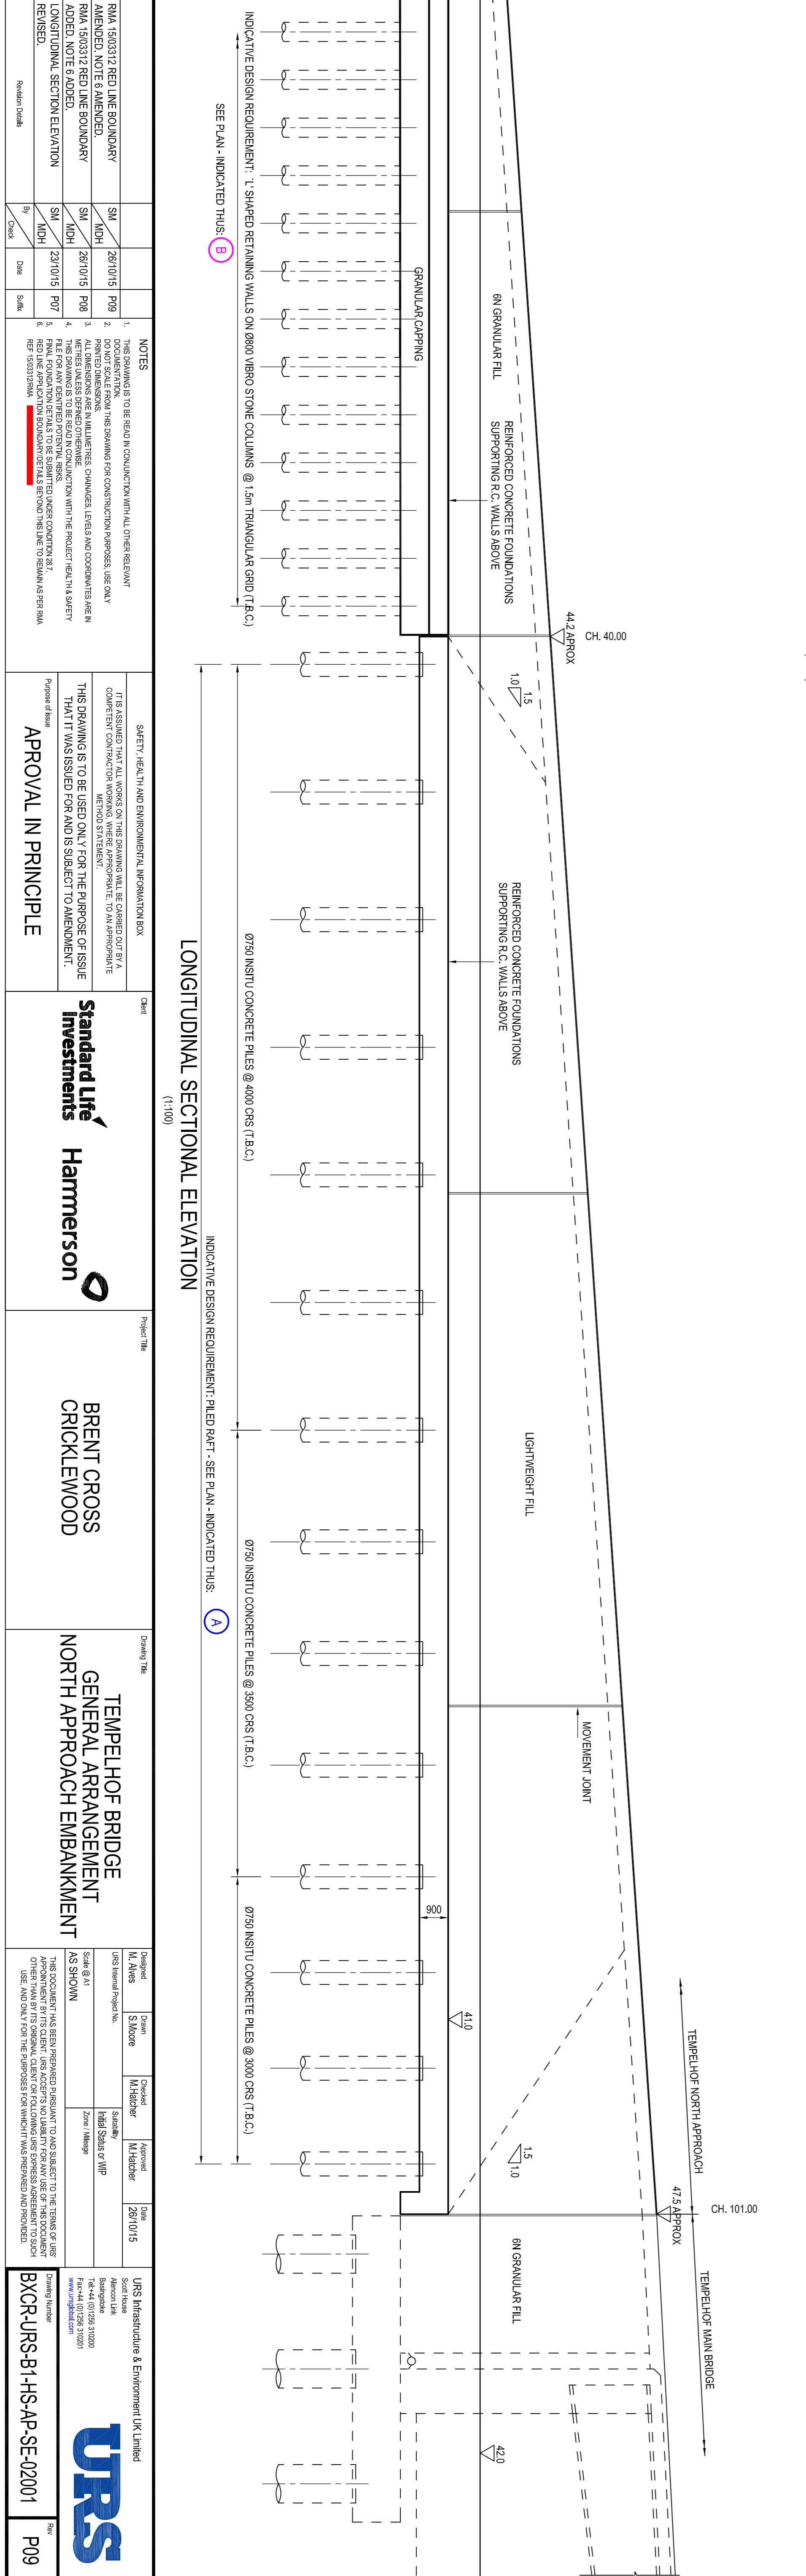 TEMPELHOF NORTH APPROACH
TEMPELHOF MAIN BRIDGE
CH. 40.00
44.2 APROX
CH. 101.00
47.5 APPROX
1.5
1.0
6N GRANULAR FILL
REINFORCED CONCRETE FOUNDATIONS
SUPPORTING R.C. WALLS ABOVE
REINFORCED CONCRETE FOUNDATIONS
SUPPORTING R.C. WALLS ABOVE
LIGHTWEIGHT FILL
MOVEMENT JOINT
1.5
1.0
6N GRANULAR FILL
42.0
41.0
GRANULAR CAPPING
900
INDICATIVE DESIGN REQUIREMENT: 'L' SHAPED RETAINING WALLS ON Ø800 VIBRO STONE COLUMNS @ 1.5m TRIANGULAR GRID (T.B.C.)
SEE PLAN - INDICATED THUS: B
Ø750 INSITU CONCRETE PILES @ 4000 CRS (T.B.C.)
Ø750 INSITU CONCRETE PILES @ 3500 CRS (T.B.C.)
Ø750 INSITU CONCRETE PILES @ 3000 CRS (T.B.C.)
INDICATIVE DESIGN REQUIREMENT: PILED RAFT - SEE PLAN - INDICATED THUS: A
LONGITUDINAL SECTIONAL ELEVATION
(1:100)
RMA 15/03312 RED LINE BOUNDARY
AMENDED. NOTE 6 AMENDED.
SM
MDH
26/10/15
P09
RMA 15/03312 RED LINE BOUNDARY
ADDED. NOTE 6 ADDED.
SM
MDH
26/10/15
P08
LONGITUDINAL SECTION ELEVATION
REVISED.
SM
MDH
23/10/15
P07
Revision Details
By
Check
Date
Suffix
NOTES
1. THIS DRAWING IS TO BE READ IN CONJUNCTION WITH ALL OTHER RELEVANT
DOCUMENTATION.
2. DO NOT SCALE FROM THIS DRAWING FOR CONSTRUCTION PURPOSES, USE ONLY
PRINTED DIMENSIONS.
3. ALL DIMENSIONS ARE IN MILLIMETRES. CHAINAGES, LEVELS AND COORDINATES ARE IN
METRES UNLESS DEFINED OTHERWISE.
4. THIS DRAWING IS TO BE READ IN CONJUNCTION WITH THE PROJECT HEALTH & SAFETY
FILE FOR ANY IDENTIFIED POTENTIAL RISKS.
5. FINAL FOUNDATION DETAILS TO BE SUBMITTED UNDER CONDITION 28.7.
6. RED LINE APPLICATION BOUNDARY/DETAILS BEYOND THIS LINE TO REMAIN AS PER RMA
REF 15/03312/RMA
SAFETY, HEALTH AND ENVIRONMENTAL INFORMATION BOX
IT IS ASSUMED THAT ALL WORKS ON THIS DRAWING WILL BE CARRIED OUT BY A
COMPETENT CONTRACTOR WORKING, WHERE APPROPRIATE, TO AN APPROPRIATE
METHOD STATEMENT.
THIS DRAWING IS TO BE USED ONLY FOR THE PURPOSE OF ISSUE
THAT IT WAS ISSUED FOR AND IS SUBJECT TO AMENDMENT.
Purpose of issue
APROVAL IN PRINCIPLE
Client
Standard Life
Investments
Hammerson
Project Title
BRENT CROSS
CRICKLEWOOD
Drawing Title
TEMPELHOF BRIDGE
GENERAL ARRANGEMENT
NORTH APPROACH EMBANKMENT
Designed
M. Alves
Drawn
S.Moore
Checked
M.Hatcher
Approved
M.Hatcher
Date
26/10/15
URS Internal Project No.
Suitability
Initial Status or WIP
Scale @ A1
AS SHOWN
Zone / Mileage
THIS DOCUMENT HAS BEEN PREPARED PURSUANT TO AND SUBJECT TO THE TERMS OF URS'
APPOINTMENT BY ITS CLIENT. URS ACCEPTS NO LIABILITY FOR ANY USE OF THIS DOCUMENT
OTHER THAN BY ITS ORIGINAL CLIENT OR FOLLOWING URS' EXPRESS AGREEMENT TO SUCH
USE, AND ONLY FOR THE PURPOSES FOR WHICH IT WAS PREPARED AND PROVIDED.
URS Infrastructure & Environment UK Limited
Scott House
Alencon Link
Basingstoke
Tel:+44 (0)1256 310200
Fax:+44 (0)1256 310201
www.ursglobal.com
URS
Drawing Number
BXCR-URS-B1-HS-AP-SE-02001
Rev
P09